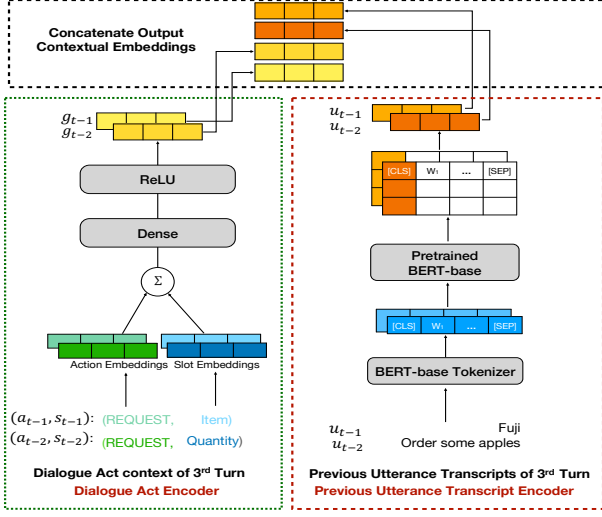 Concatenate Output
Contextual Embeddings
g_{t-1}
g_{t-2}
ReLU
Dense
Σ
Action Embeddings
Slot Embeddings
(a_{t-1}, s_{t-1}): (REQUEST, Item)
(a_{t-2}, s_{t-2}): (REQUEST, Quantity)
Dialogue Act context of 3rd Turn
Dialogue Act Encoder
u_{t-1}
u_{t-2}
[CLS] W1 ... [SEP]
Pretrained
BERT-base
[CLS] W1 ... [SEP]
BERT-base Tokenizer
u_{t-1} Fuji
u_{t-2} Order some apples
Previous Utterance Transcripts of 3rd Turn
Previous Utterance Transcript Encoder